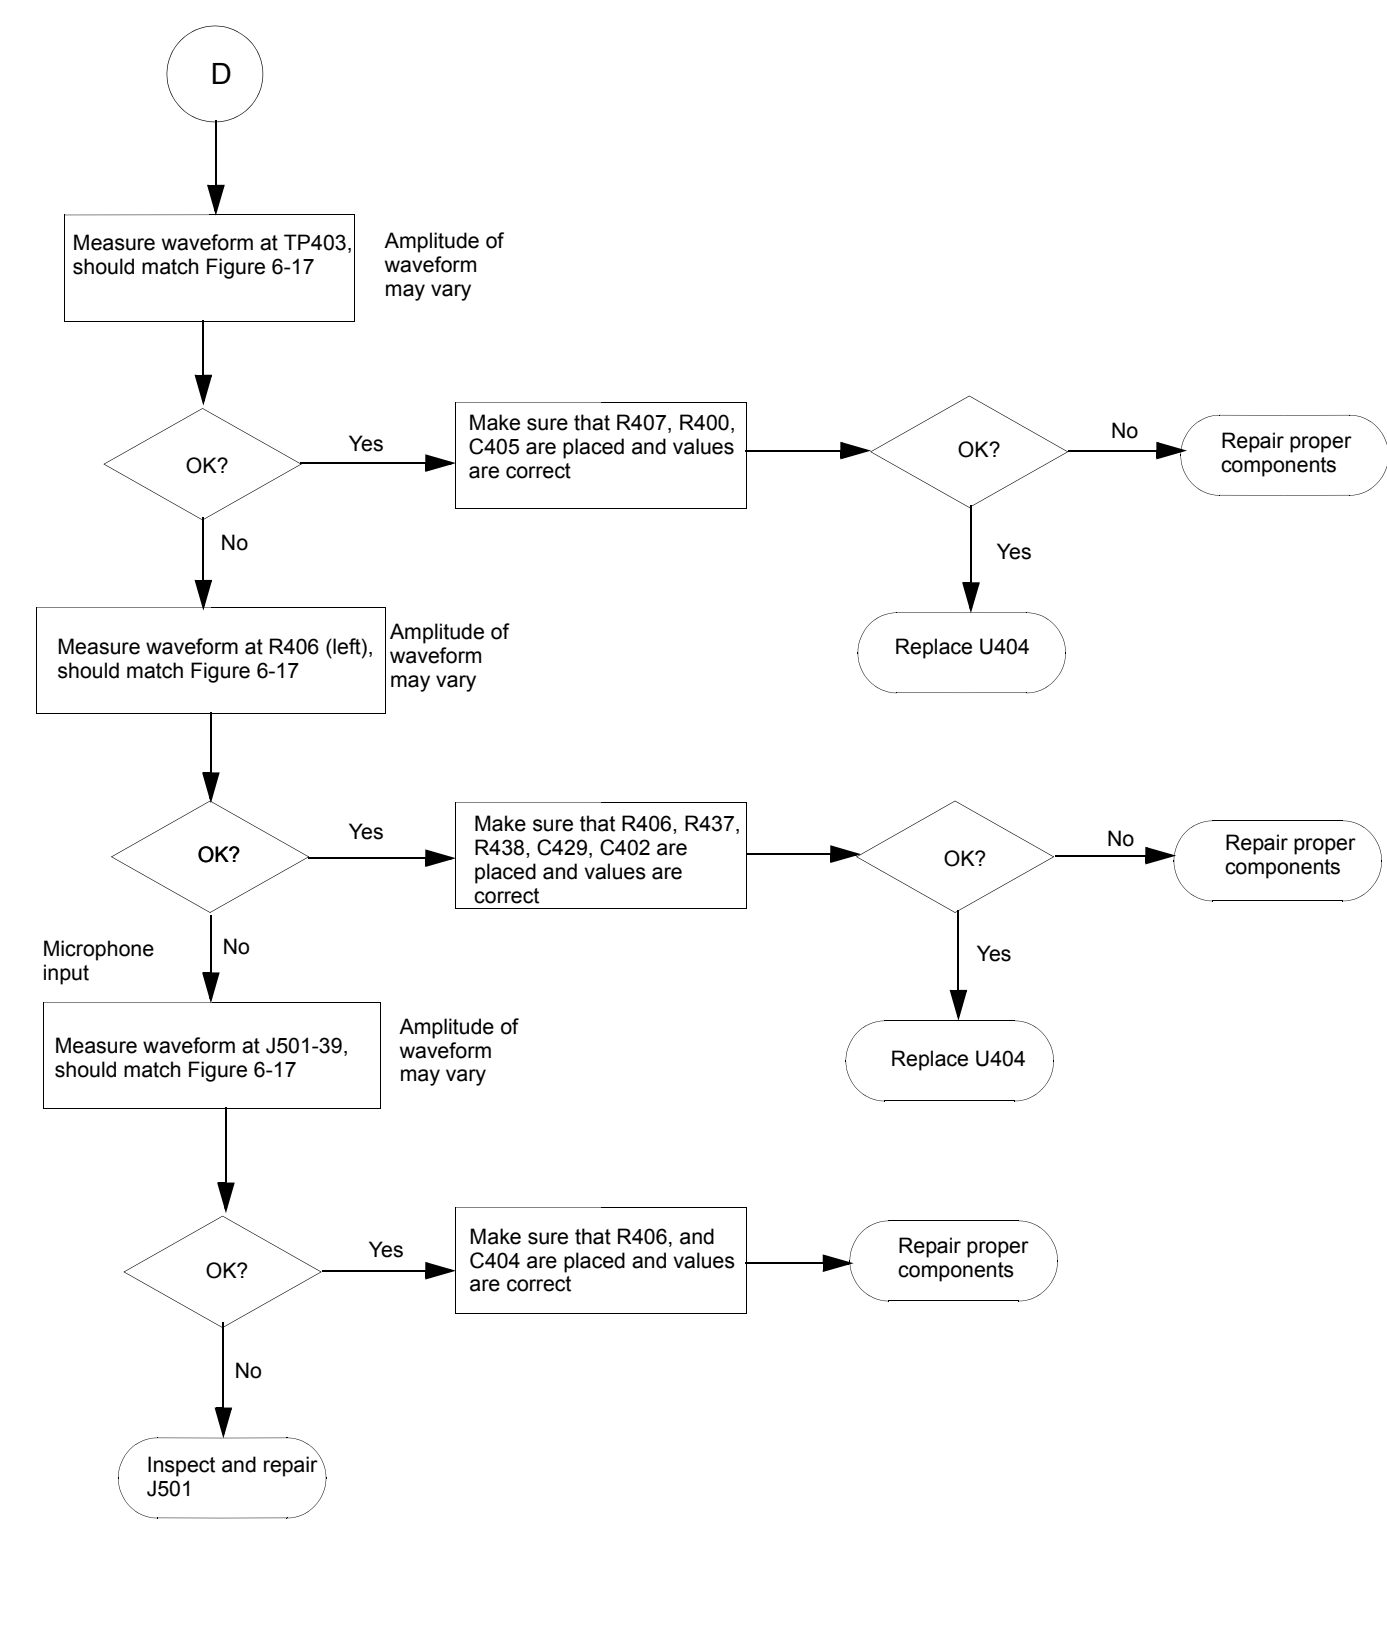 D
Measure waveform at TP403,
should match Figure 6-17
Amplitude of
waveform
may vary
OK?
Yes
Make sure that R407, R400,
C405 are placed and values
are correct
OK?
No
Repair proper
components
No
Yes
Replace U404
Measure waveform at R406 (left),
should match Figure 6-17
Amplitude of
waveform
may vary
OK?
Yes
Make sure that R406, R437,
R438, C429, C402 are
placed and values are
correct
OK?
No
Repair proper
components
Yes
Replace U404
Microphone
input
No
Measure waveform at J501-39,
should match Figure 6-17
Amplitude of
waveform
may vary
OK?
Yes
Make sure that R406, and
C404 are placed and values
are correct
Repair proper
components
No
Inspect and repair
J501